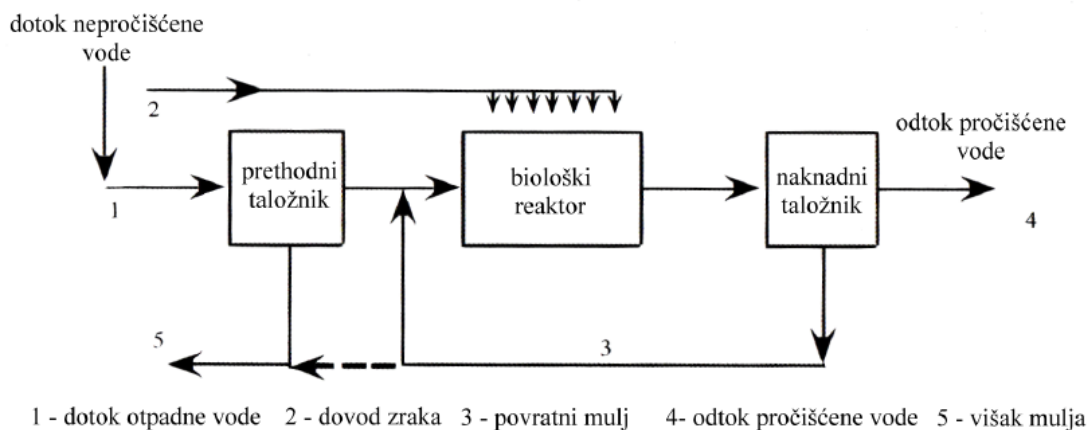 dotok nepročišćene
vode
2
prethodni
taložnik
biološki
reaktor
naknadni
taložnik
odtok pročišćene
vode
1
4
5
3
1 - dotok otpadne vode 2 - dovod zraka 3 - povratni mulj 4- odtok pročišćene vode 5 - višak mulja